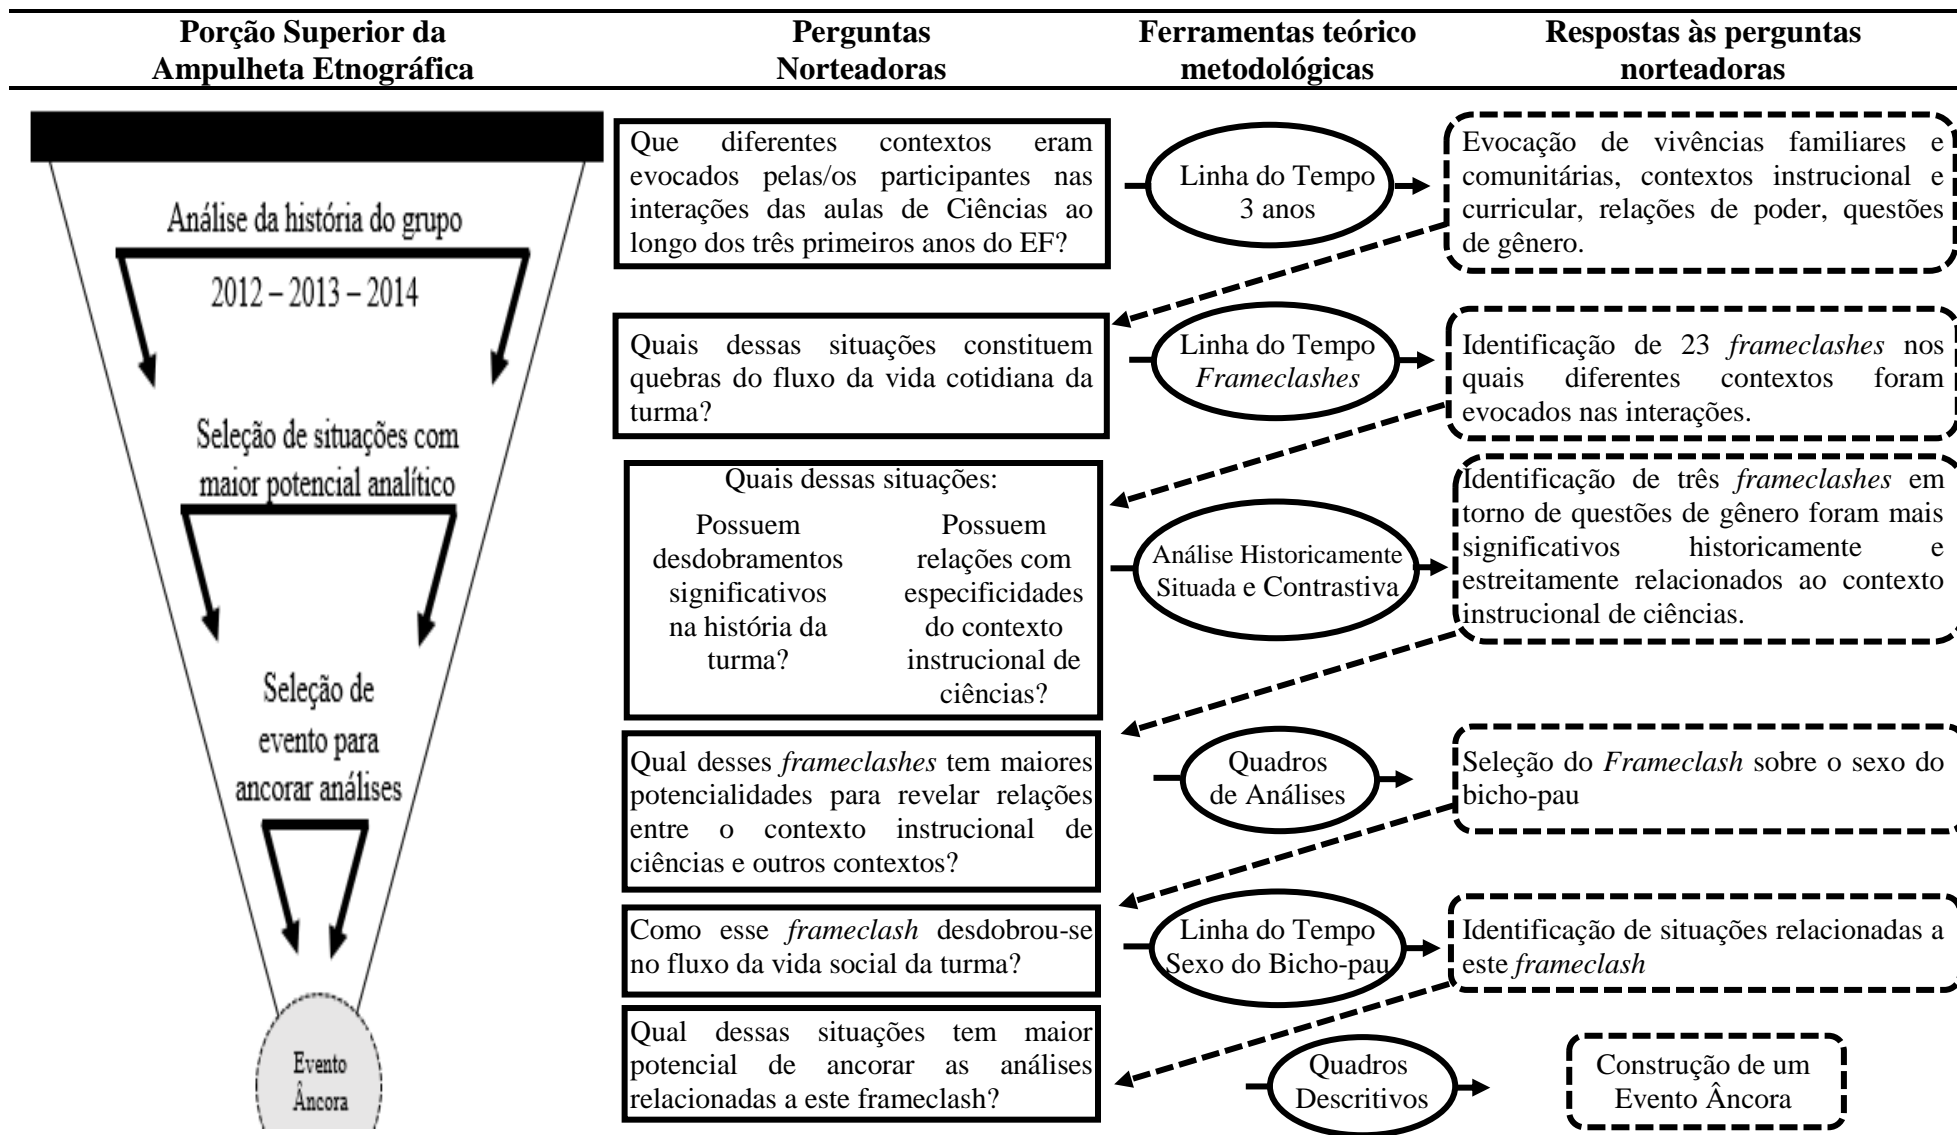 Porção Superior da
Ampulheta Etnográfica
Perguntas
Norteadoras
Ferramentas teórico
metodológicas
Respostas às perguntas
norteadoras
Análise da história do grupo
2012 – 2013 – 2014
Seleção de situações com
maior potencial analítico
Seleção de
evento para
ancorar análises
Evento
Âncora
Que diferentes contextos eram
evocados pelas/os participantes nas
interações das aulas de Ciências ao
longo dos três primeiros anos do EF?
Linha do Tempo
3 anos
Evocação de vivências familiares e
comunitárias, contextos instrucional e
curricular, relações de poder, questões
de gênero.
Quais dessas situações constituem
quebras do fluxo da vida cotidiana da
turma?
Linha do Tempo
Frameclashes
Identificação de 23 frameclashes nos
quais diferentes contextos foram
evocados nas interações.
Quais dessas situações:
Possuem
desdobramentos
significativos
na história da
turma?
Possuem
relações com
especificidades
do contexto
instrucional de
ciências?
Análise Historicamente
Situada e Contrastiva
Identificação de três frameclashes em
torno de questões de gênero foram mais
significativos historicamente e
estreitamente relacionados ao contexto
instrucional de ciências.
Qual desses frameclashes tem maiores
potencialidades para revelar relações
entre o contexto instrucional de
ciências e outros contextos?
Quadros
de Análises
Seleção do Frameclash sobre o sexo do
bicho-pau
Como esse frameclash desdobrou-se
no fluxo da vida social da turma?
Linha do Tempo
Sexo do Bicho-pau
Identificação de situações relacionadas a
este frameclash
Qual dessas situações tem maior
potencial de ancorar as análises
relacionadas a este frameclash?
Quadros
Descritivos
Construção de um
Evento Âncora